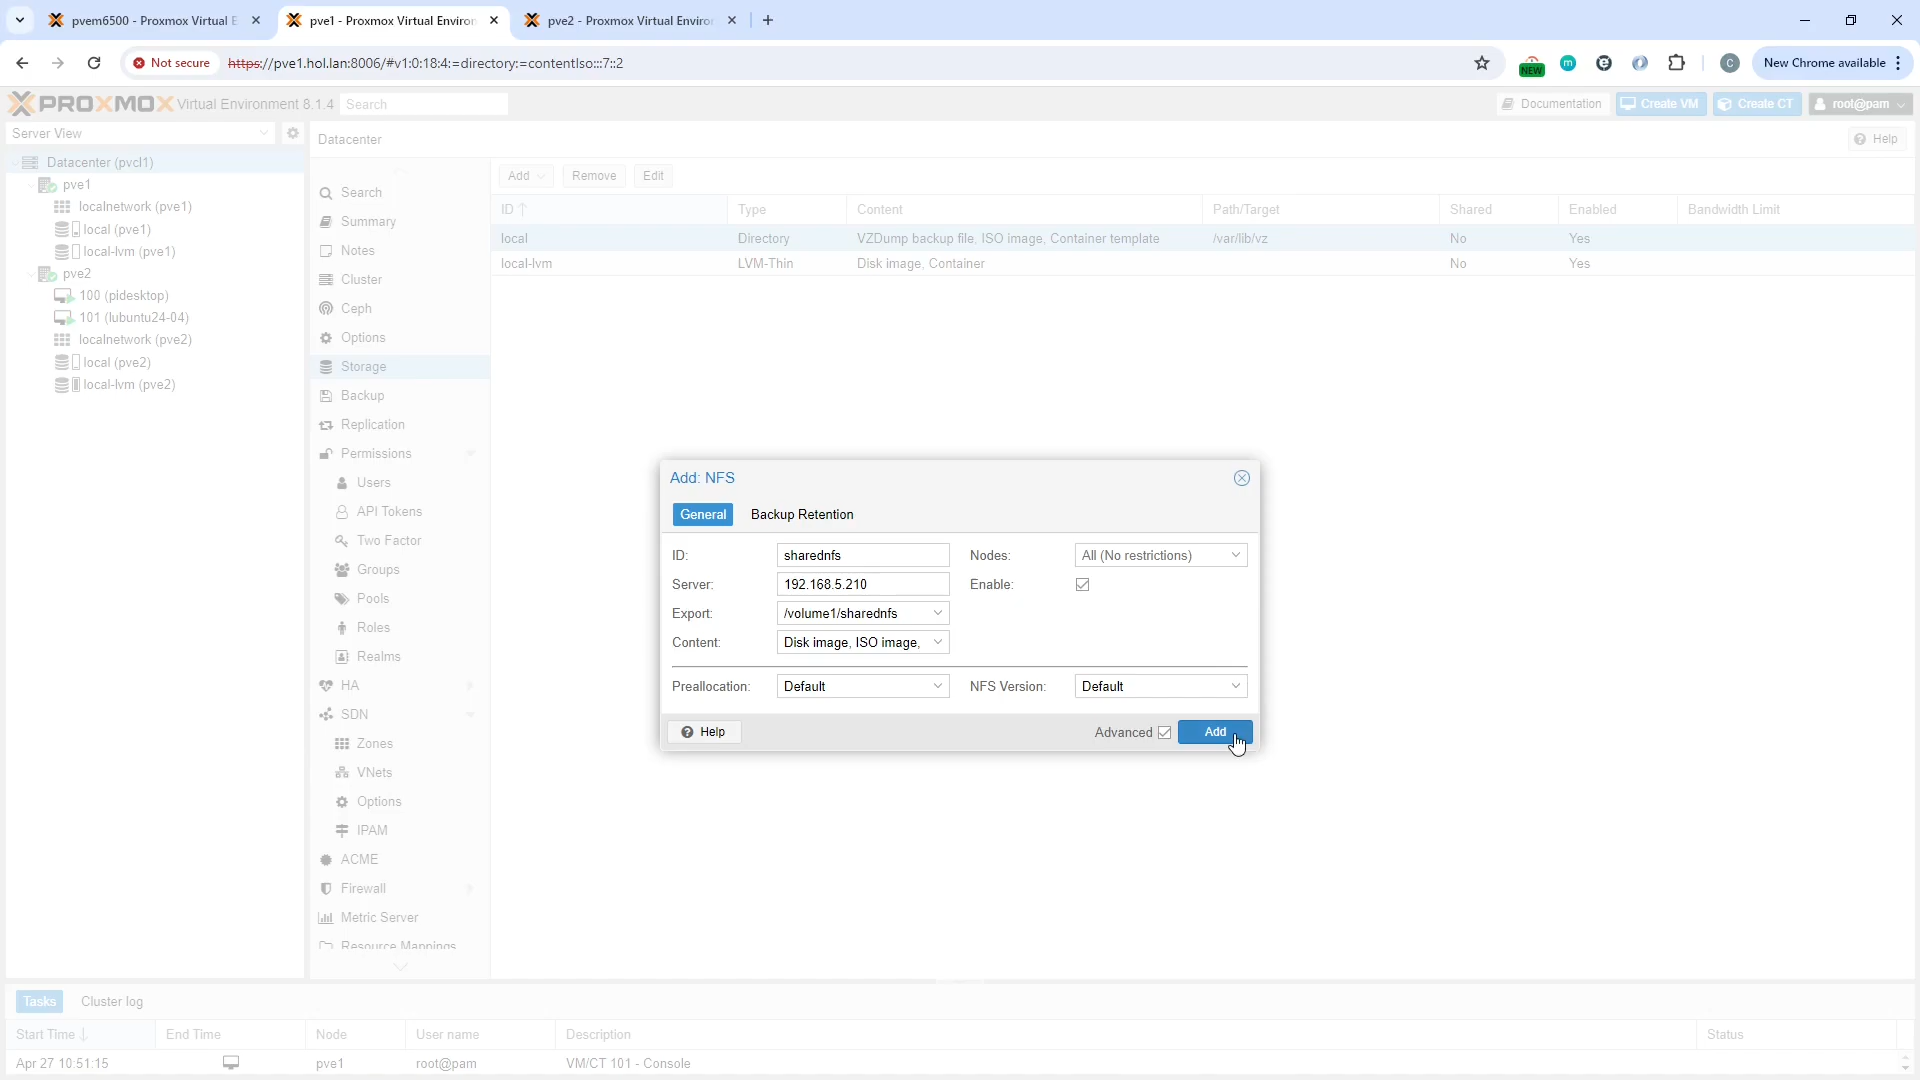 pvem6500 - Proxmox Virtual E
pve1 - Proxmox Virtual Environ
pve2 - Proxmox Virtual Enviror
Not secure
https://pve1.hol.lan:8006/#v1:0:18:4:=directory:=contentIso:::7::2
NEW
m
C
New Chrome available
PROXMOX Virtual Environment 8.1.4
Search
Documentation
Create VM
Create CT
root@pam
Server View
Datacenter
Help
Datacenter (pvcl1)
pve1
localnetwork (pve1)
local (pve1)
local-lvm (pve1)
pve2
100 (pidesktop)
101 (lubuntu24-04)
localnetwork (pve2)
local (pve2)
local-lvm (pve2)
Search
Summary
Notes
Cluster
Ceph
Options
Storage
Backup
Replication
Permissions
Users
API Tokens
Two Factor
Groups
Pools
Roles
Realms
HA
SDN
Zones
VNets
Options
IPAM
ACME
Firewall
Metric Server
Resource Mappings
Add Remove Edit
ID Type Content Path/Target Shared Enabled Bandwidth Limit
local Directory VZDump backup file, ISO image, Container template /var/lib/vz No Yes
local-lvm LVM-Thin Disk image, Container No Yes
Add: NFS
General Backup Retention
ID: sharednfs Nodes: All (No restrictions)
Server: 192.168.5.210 Enable:
Export: /volume1/sharednfs
Content: Disk image, ISO image,
Preallocation: Default NFS Version: Default
Help Advanced Add
Tasks Cluster log
Start Time End Time Node User name Description Status
Apr 27 10:51:15 pve1 root@pam VM/CT 101 - Console